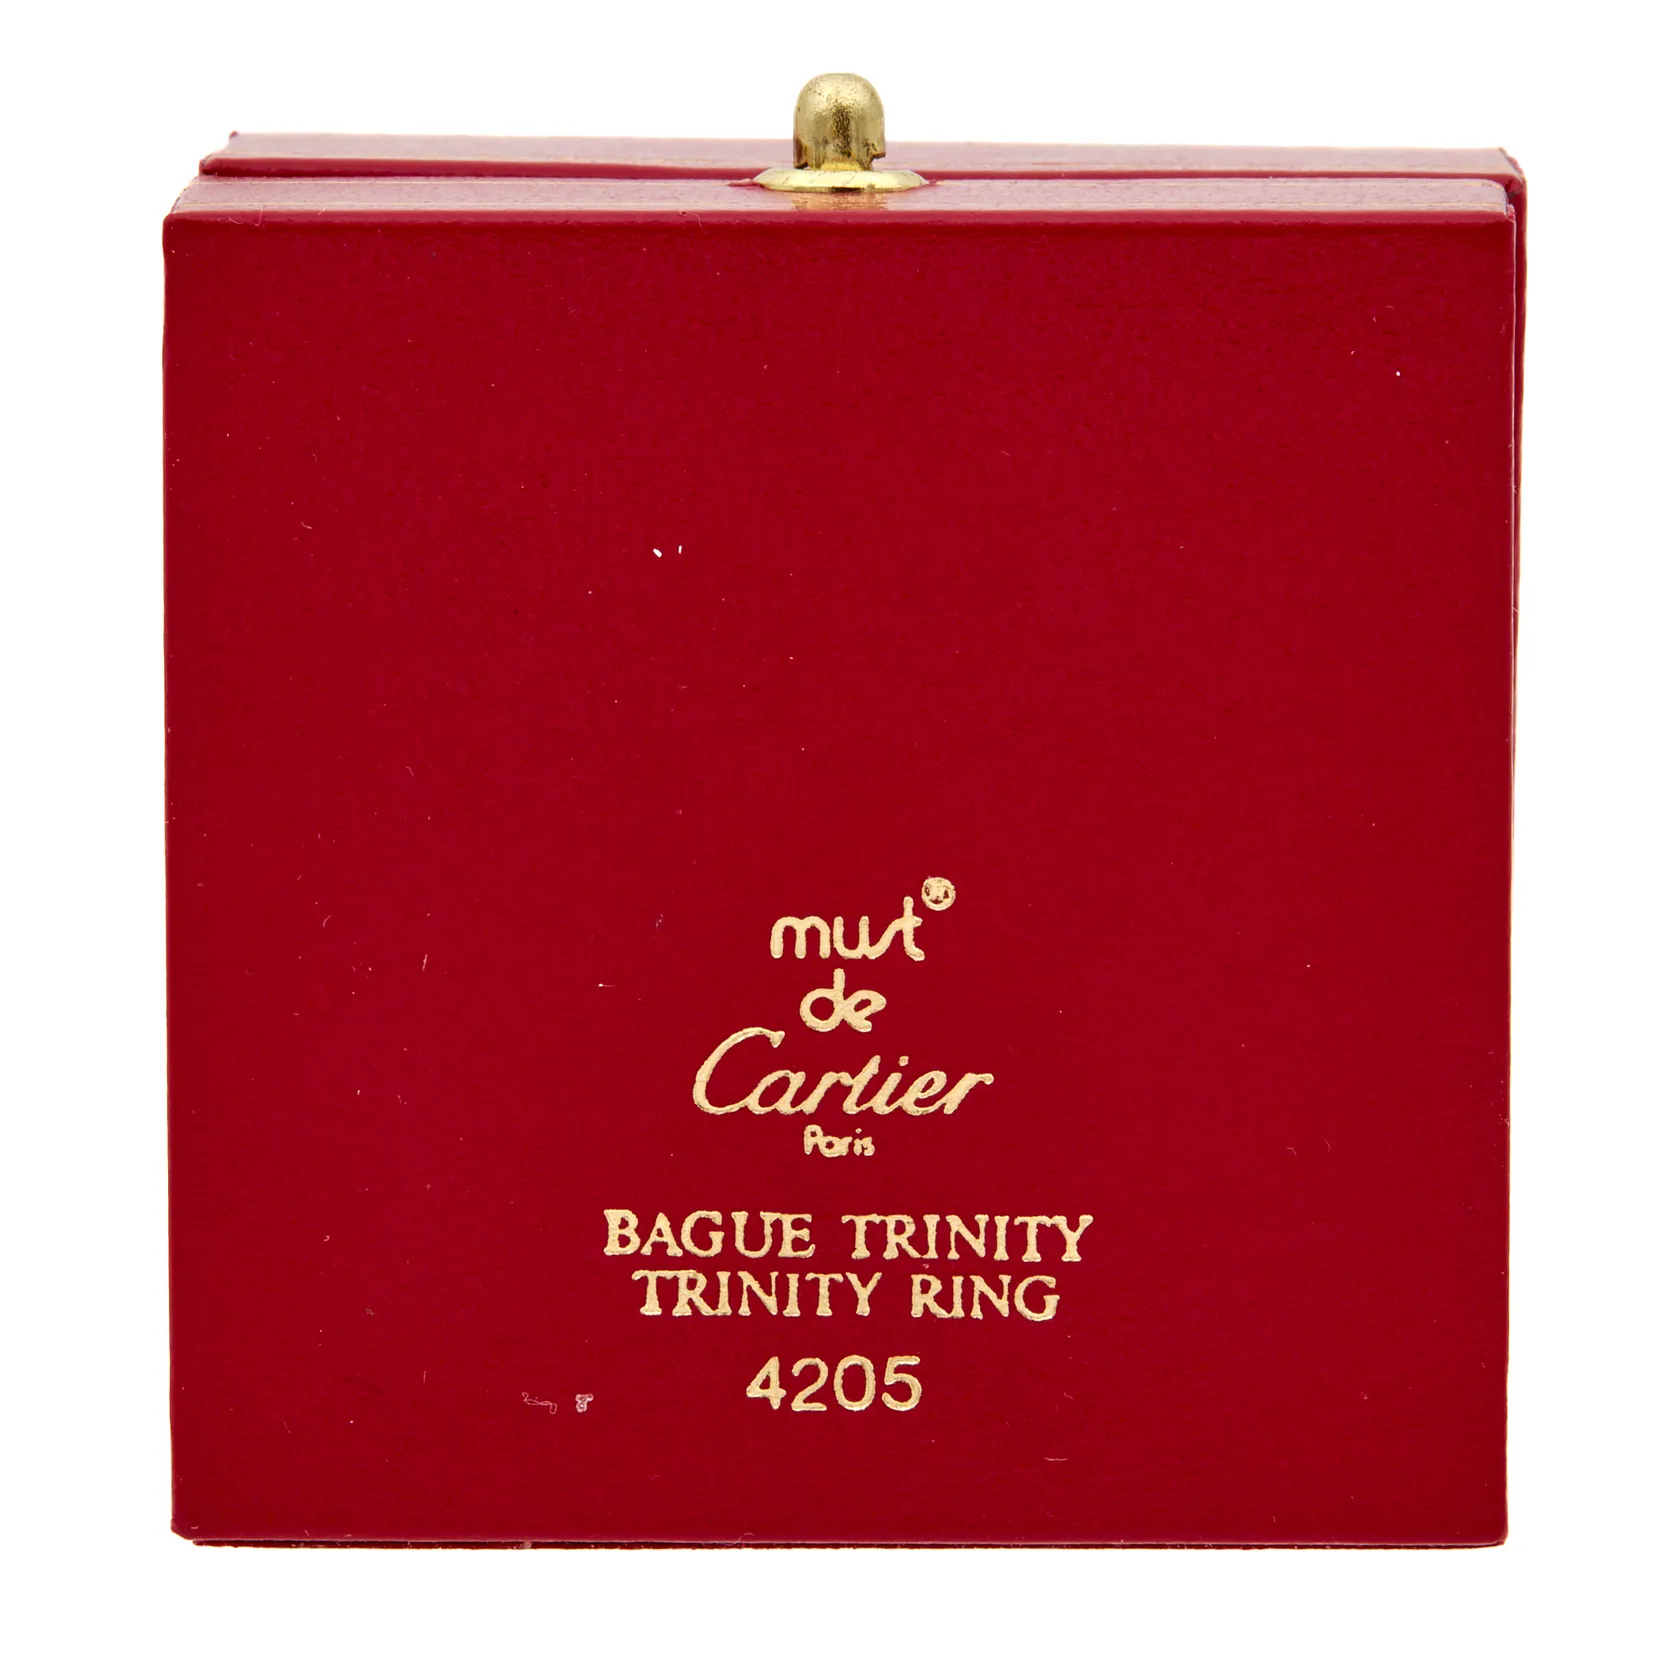 must
de
Cartier
Paris
BAGUE TRINITY
TRINITY RING
4205